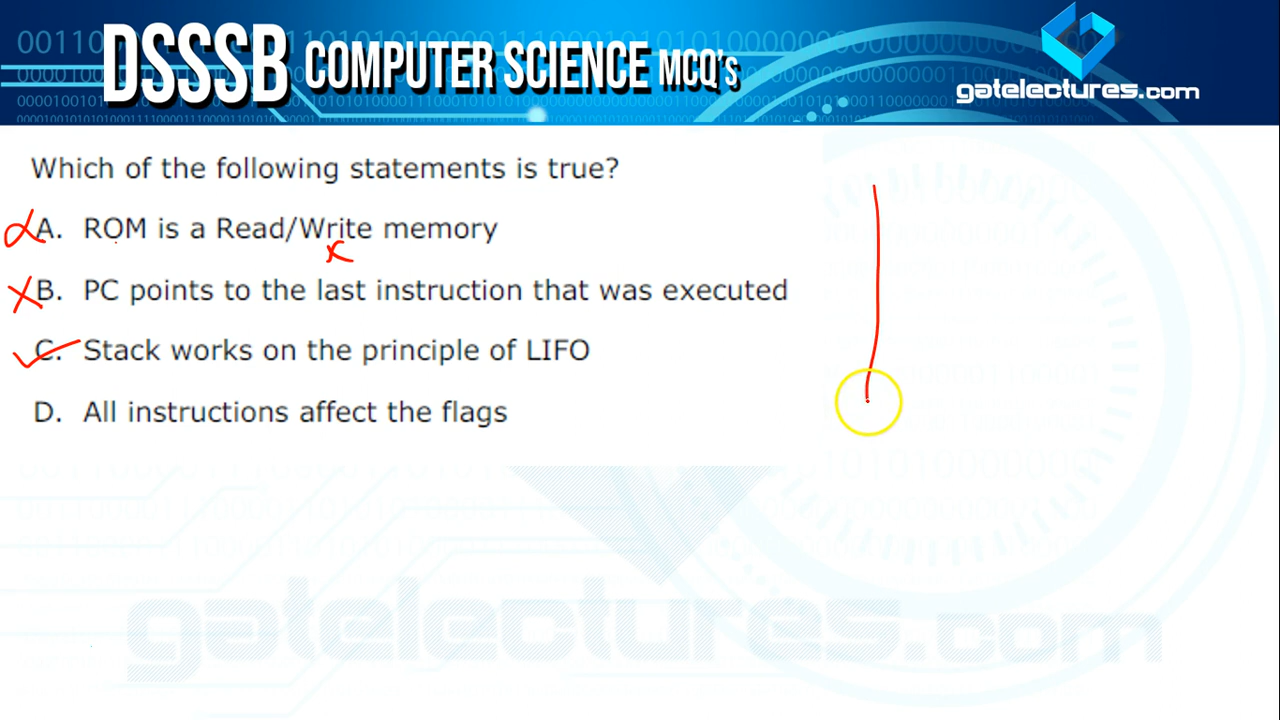 DSSSB COMPUTER SCIENCE MCQ's
gatelectures.com
Which of the following statements is true?
A. ROM is a Read/Write memory
B. PC points to the last instruction that was executed
C. Stack works on the principle of LIFO
D. All instructions affect the flags
gatelectures.com